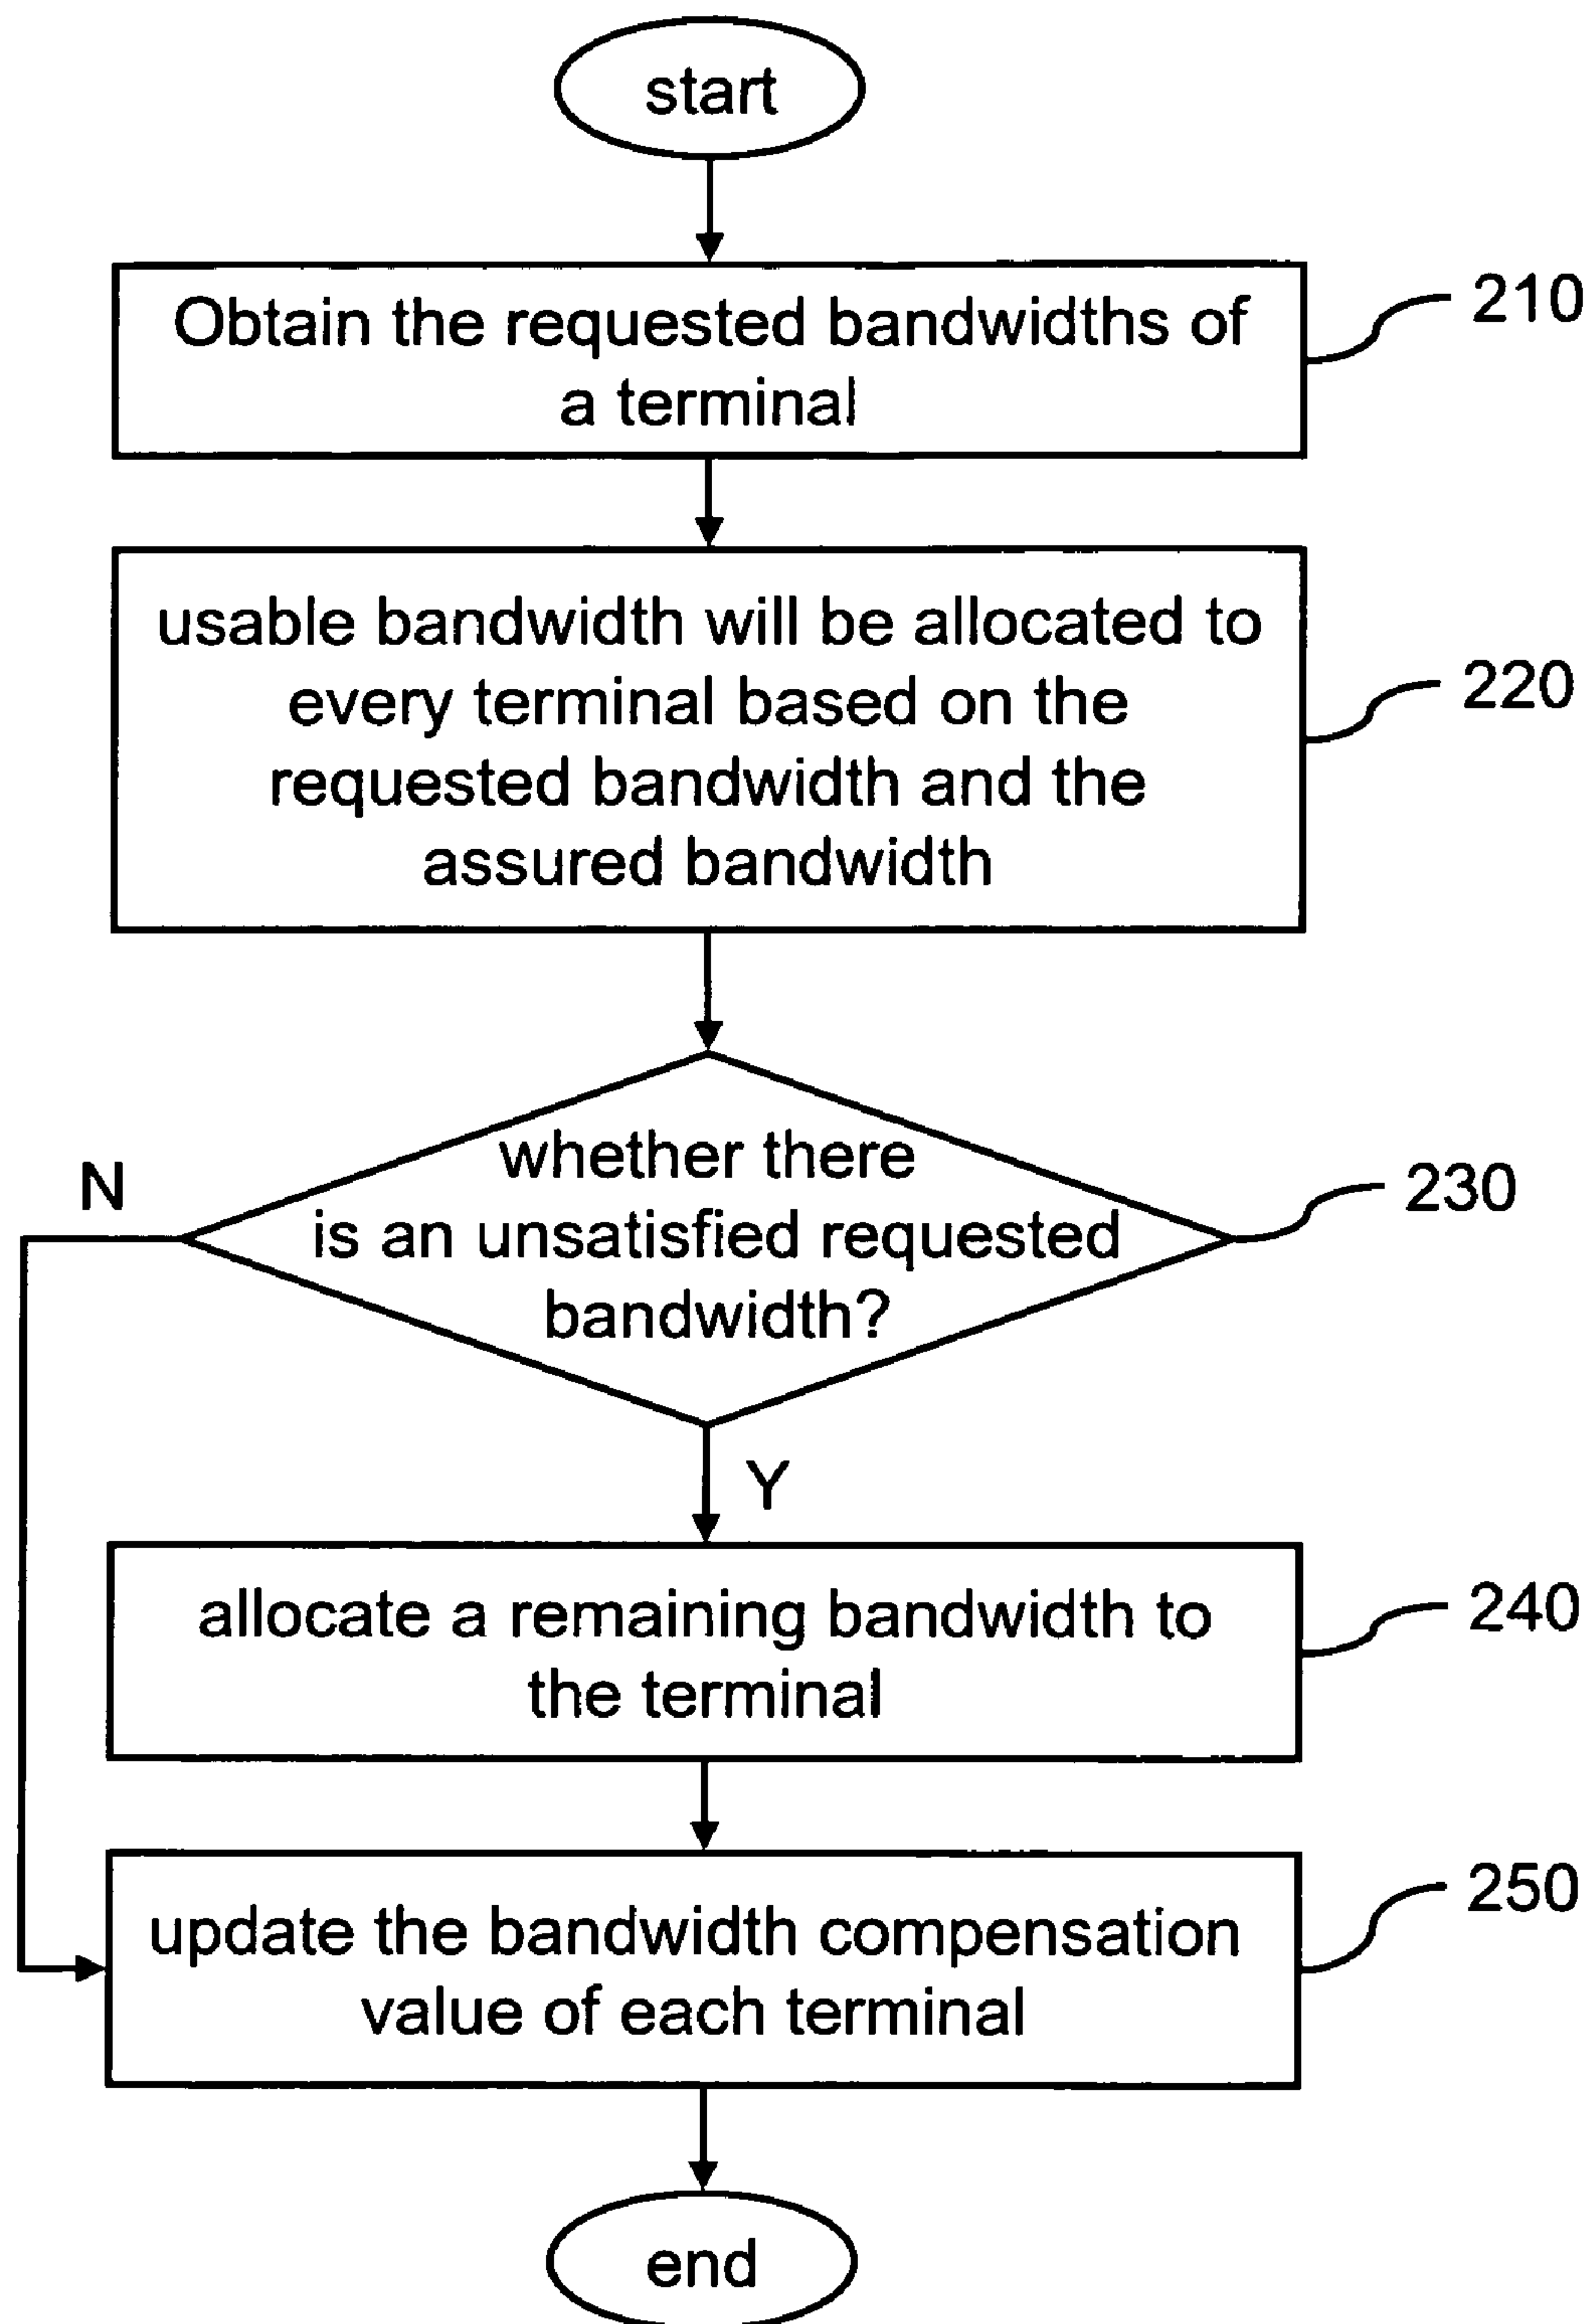 start
Obtain the requested bandwidths of
a terminal
210
usable bandwidth will be allocated to
every terminal based on the
requested bandwidth and the
assured bandwidth
220
whether there
is an unsatisfied requested
bandwidth?
230
N
Y
allocate a remaining bandwidth to
the terminal
240
update the bandwidth compensation
value of each terminal
250
end